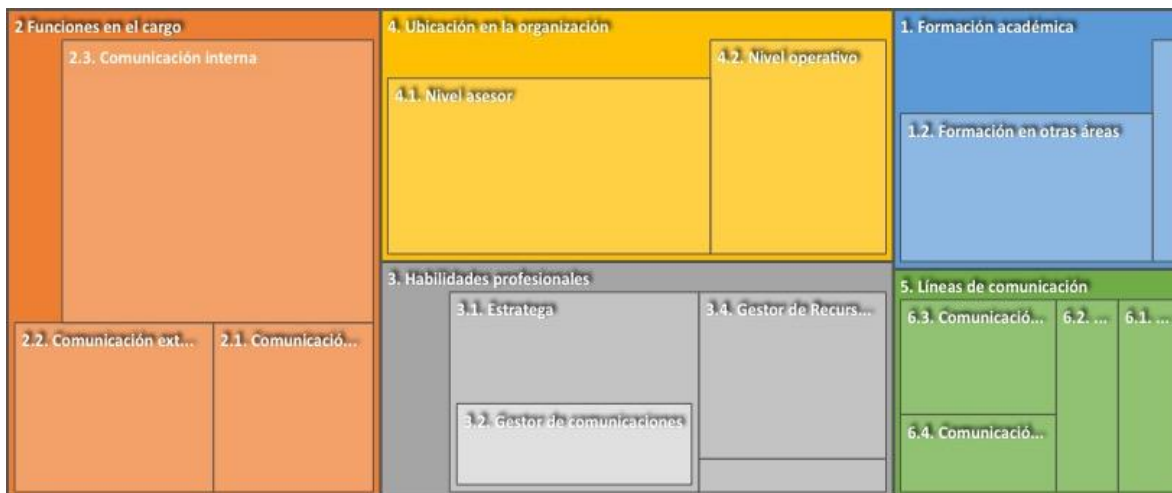 2 Funciones en el cargo
2.3. Comunicación interna
2.2. Comunicación ext...
2.1. Comunicació...
4. Ubicación en la organización
4.1. Nivel asesor
4.2. Nivel operativo
3. Habilidades profesionales
3.1. Estratega
3.2. Gestor de comunicaciones
3.4. Gestor de Recurs...
1. Formación académica
1.2. Formación en otras áreas
5. Líneas de comunicación
6.3. Comunicació...
6.2. ...
6.1. ...
6.4. Comunicació...